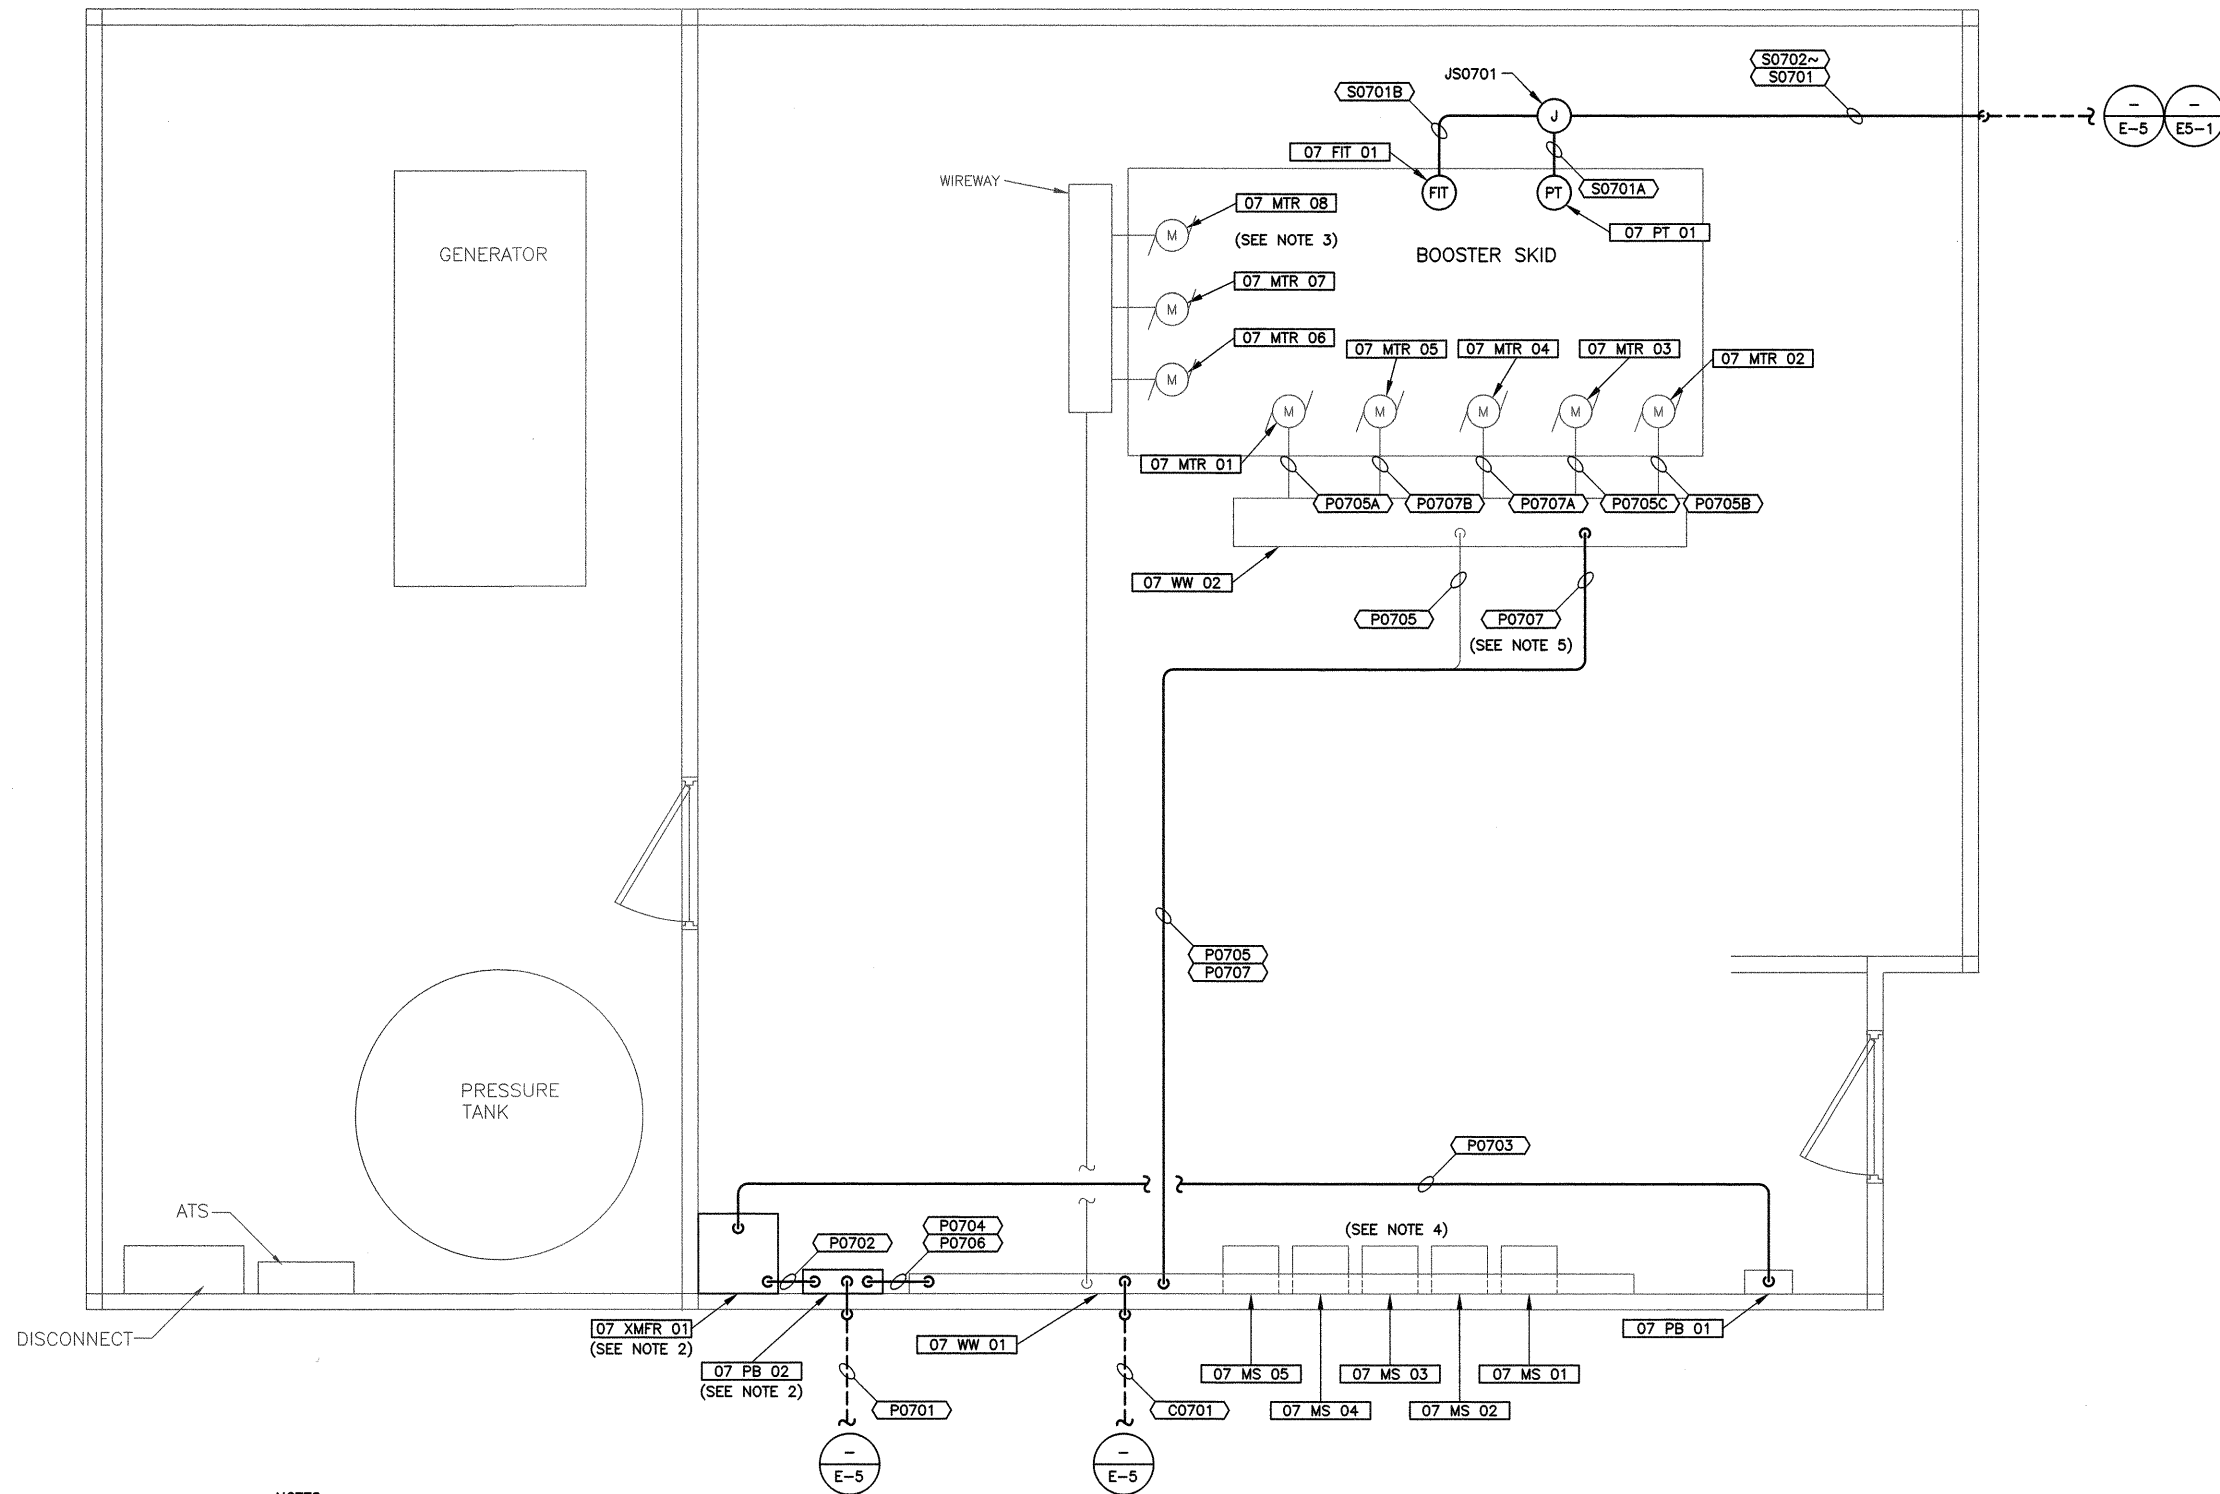 S0702~
S0701
JS0701
S0701B
J
–
E-5
–
E5-1
07 FIT 01
WIREWAY
FIT
PT
S0701A
07 MTR 08
M
(SEE NOTE 3)
07 PT 01
GENERATOR
BOOSTER SKID
07 MTR 07
M
07 MTR 06
07 MTR 05
07 MTR 04
07 MTR 03
07 MTR 02
M
M
M
M
M
M
07 MTR 01
P0705A
P0707B
P0707A
P0705C
P0705B
07 WW 02
P0705
P0707
(SEE NOTE 5)
P0705
P0707
PRESSURE
TANK
P0703
ATS
P0702
P0704
P0706
(SEE NOTE 4)
DISCONNECT
07 XMFR 01
(SEE NOTE 2)
07 PB 02
(SEE NOTE 2)
07 WW 01
07 PB 01
07 MS 05
07 MS 03
07 MS 01
P0701
C0701
07 MS 04
07 MS 02
–
E-5
–
E-5